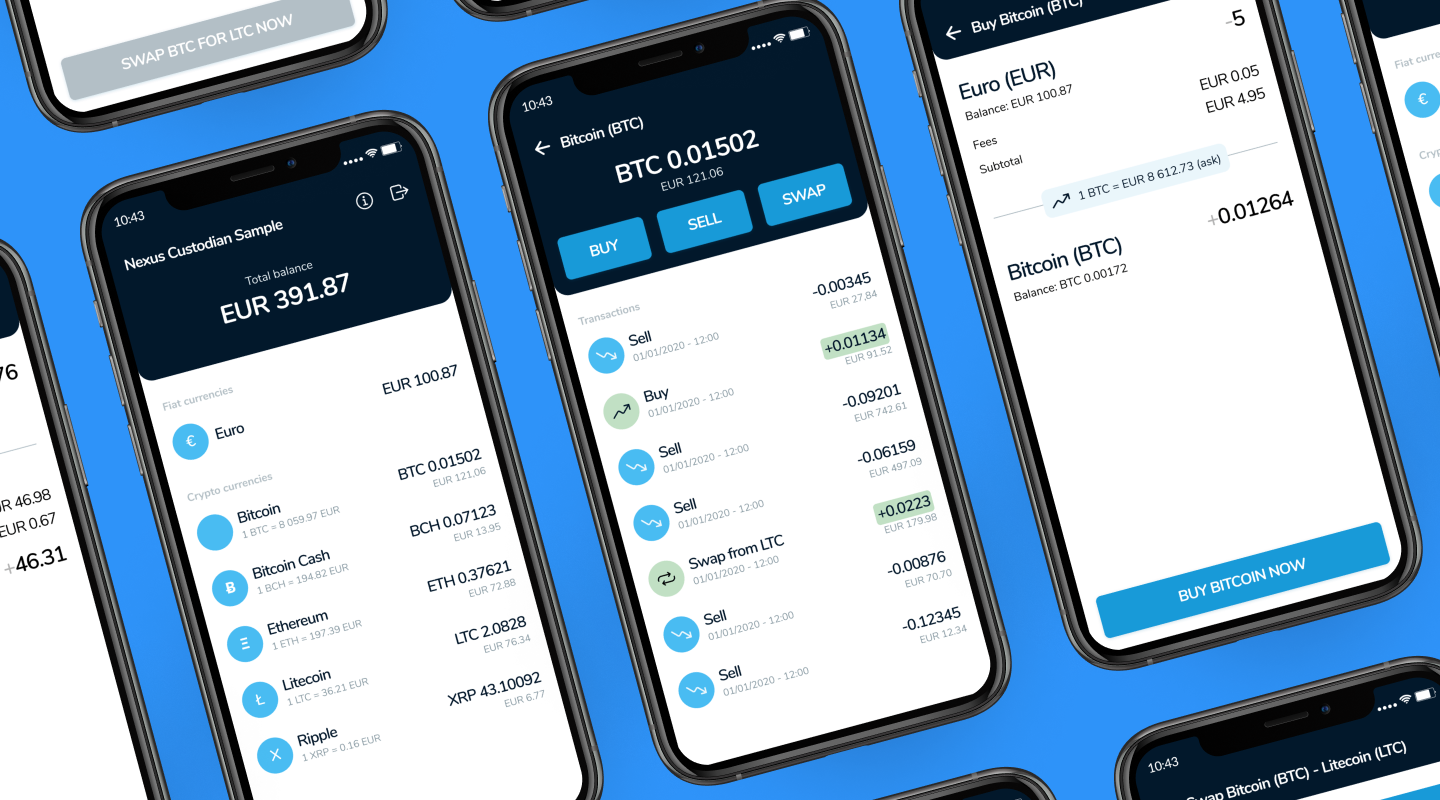 SWAP BTC FOR LTC NOW
76
46.98
EUR 0.67
+46.31
10:43
Nexus Custodian Sample
Total balance
EUR 391.87
Fiat currencies
€ Euro
EUR 100.87
Crypto currencies
Bitcoin
1 BTC = 8 059.97 EUR
BTC 0.01502
EUR 121.06
Bitcoin Cash
1 BCH = 194.82 EUR
BCH 0.07123
EUR 13.95
Ethereum
1 ETH = 197.39 EUR
ETH 0.37621
EUR 72.88
Litecoin
1 LTC = 36.21 EUR
LTC 2.0828
EUR 76.34
Ripple
1 XRP = 0.16 EUR
XRP 43.10092
EUR 6.77
10:43
Bitcoin (BTC)
BTC 0.01502
EUR 121.06
BUY
SELL
SWAP
Transactions
Sell
01/01/2020 - 12:00
-0.00345
EUR 27.84
Buy
01/01/2020 - 12:00
+0.01134
EUR 91.52
Sell
01/01/2020 - 12:00
-0.09201
EUR 742.61
Sell
01/01/2020 - 12:00
-0.06159
EUR 497.09
Swap from LTC
01/01/2020 - 12:00
+0.0223
EUR 179.98
Sell
01/01/2020 - 12:00
-0.00876
EUR 70.70
Sell
01/01/2020 - 12:00
-0.12345
EUR 12.34
Buy Bitcoin (BTC)
Euro (EUR)
-5
Balance: EUR 100.87
Fees
EUR 0.05
Subtotal
EUR 4.95
1 BTC = EUR 8 612.73 (ask)
Bitcoin (BTC)
+0.01264
Balance: BTC 0.00172
BUY BITCOIN NOW
Fiat curre
€
Cryp
10:43
Swap Bitcoin (BTC) - Litecoin (LTC)